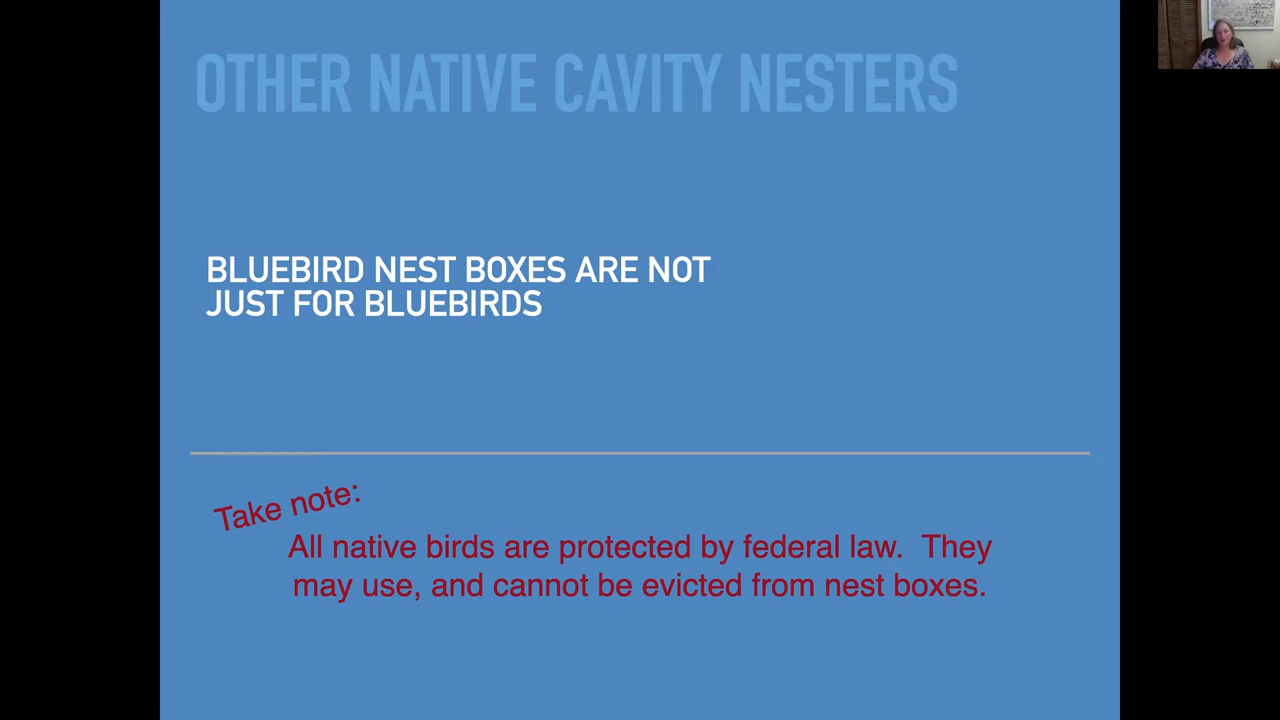 OTHER NATIVE CAVITY NESTERS
BLUEBIRD NEST BOXES ARE NOT
JUST FOR BLUEBIRDS
Take note:
All native birds are protected by federal law. They
may use, and cannot be evicted from nest boxes.